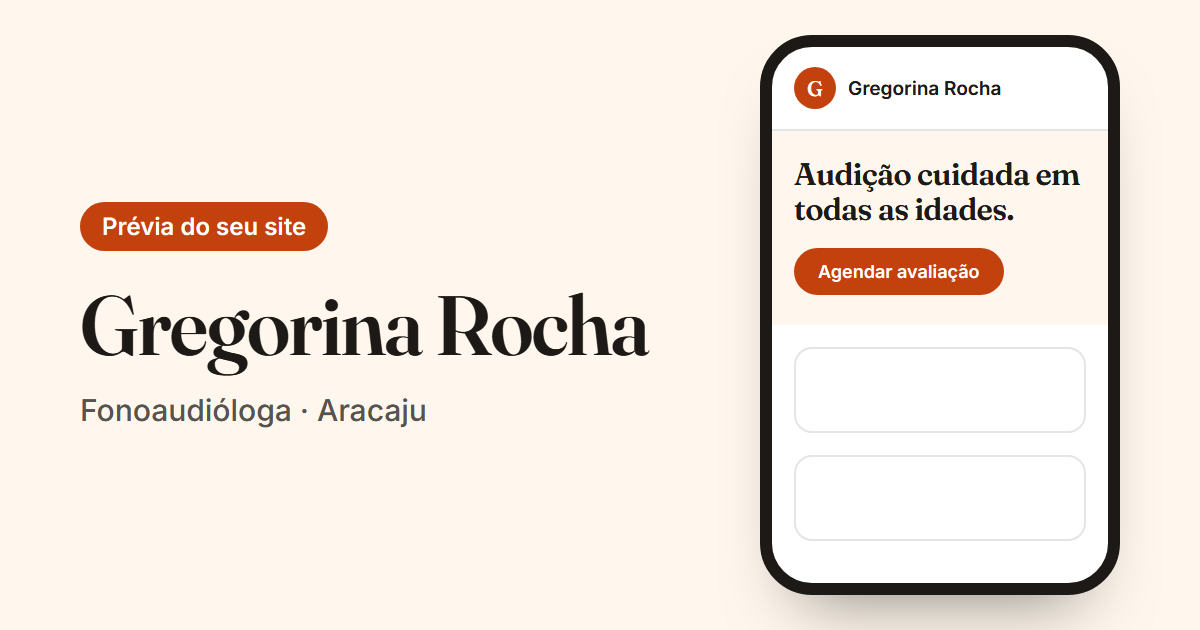 Prévia do seu site
Gregorina Rocha
Fonoaudióloga · Aracaju
G
Gregorina Rocha
Audição cuidada em
todas as idades.
Agendar avaliação